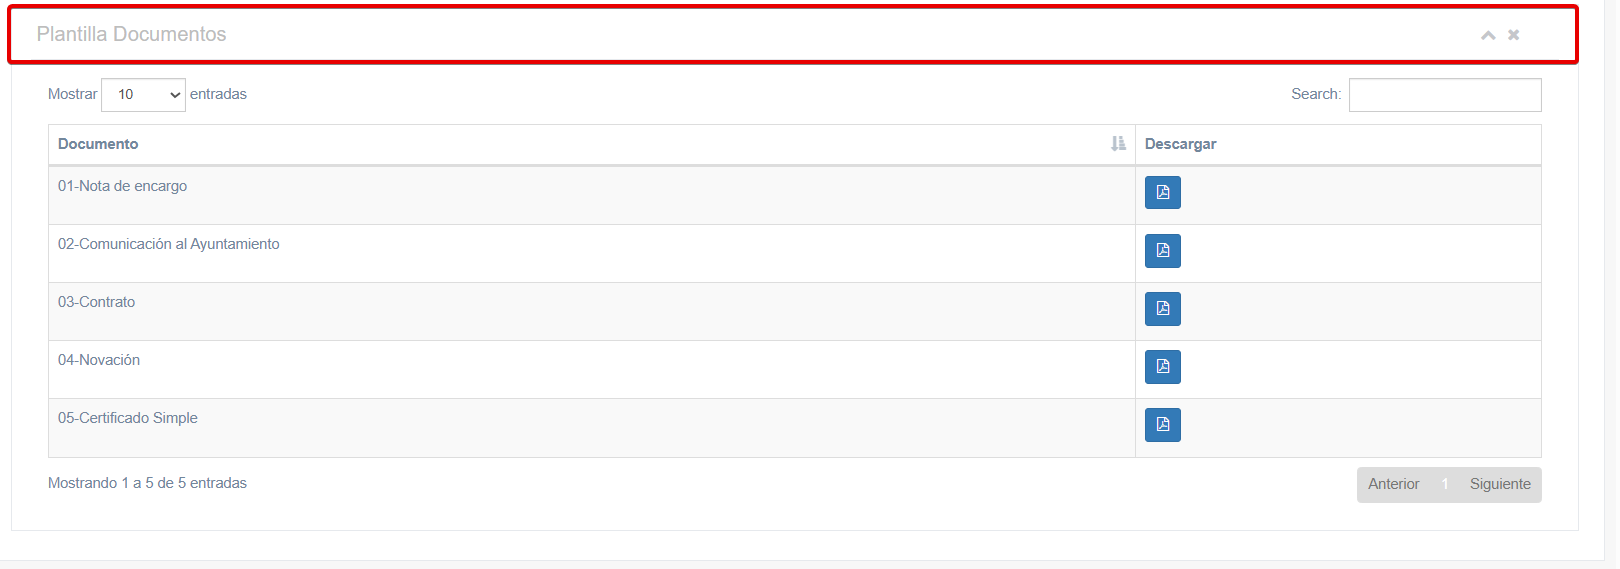 Plantilla Documentos
Mostrar 10 entradas
Search:
Documento
Descargar
01-Nota de encargo
02-Comunicación al Ayuntamiento
03-Contrato
04-Novación
05-Certificado Simple
Mostrando 1 a 5 de 5 entradas
Anterior 1 Siguiente